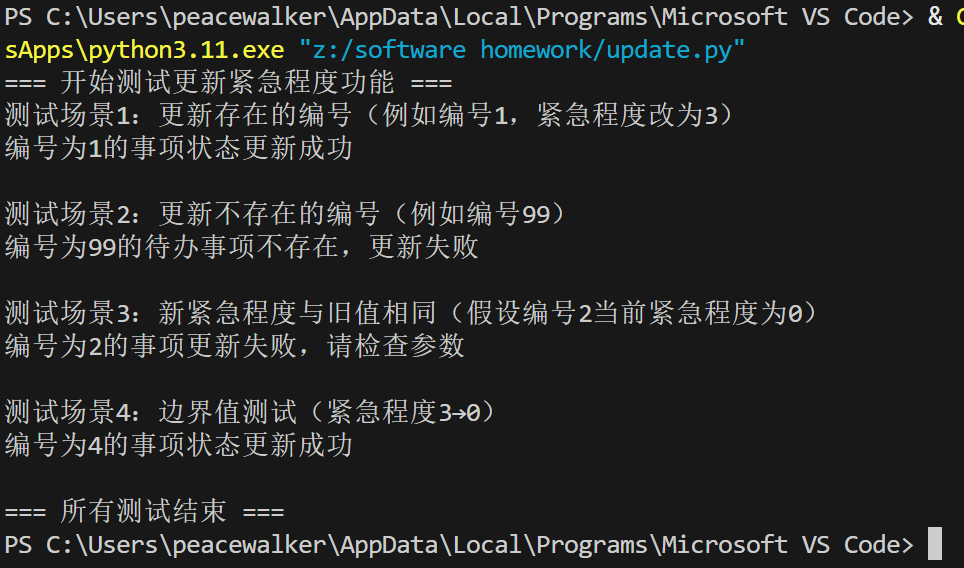 PS C:\Users\peacewalker\AppData\Local\Programs\Microsoft VS Code> &
sApps\python3.11.exe "z:/software homework/update.py"
=== 开始测试更新紧急程度功能 ===
测试场景1：更新存在的编号（例如编号1，紧急程度改为3）
编号为1的事项状态更新成功
测试场景2：更新不存在的编号（例如编号99）
编号为99的待办事项不存在，更新失败
测试场景3：新紧急程度与旧值相同（假设编号2当前紧急程度为0）
编号为2的事项更新失败，请检查参数
测试场景4：边界值测试（紧急程度3→0）
编号为4的事项状态更新成功
=== 所有测试结束 ===
PS C:\Users\peacewalker\AppData\Local\Programs\Microsoft VS Code>